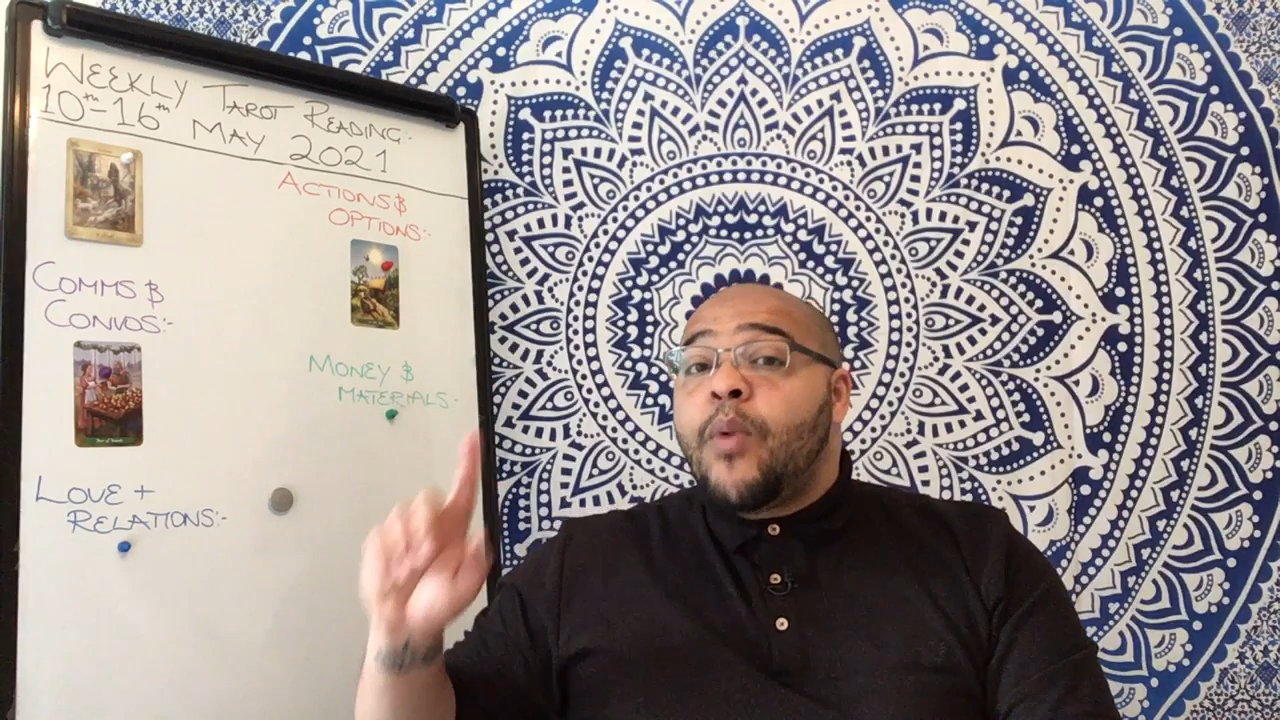 WEEKLY TAROT READING:-
10th-16th MAY 2021
ACTIONS &
OPTIONS:-
COMMS &
CONVOS:-
MONEY &
MATERIALS:-
LOVE +
RELATIONS:-